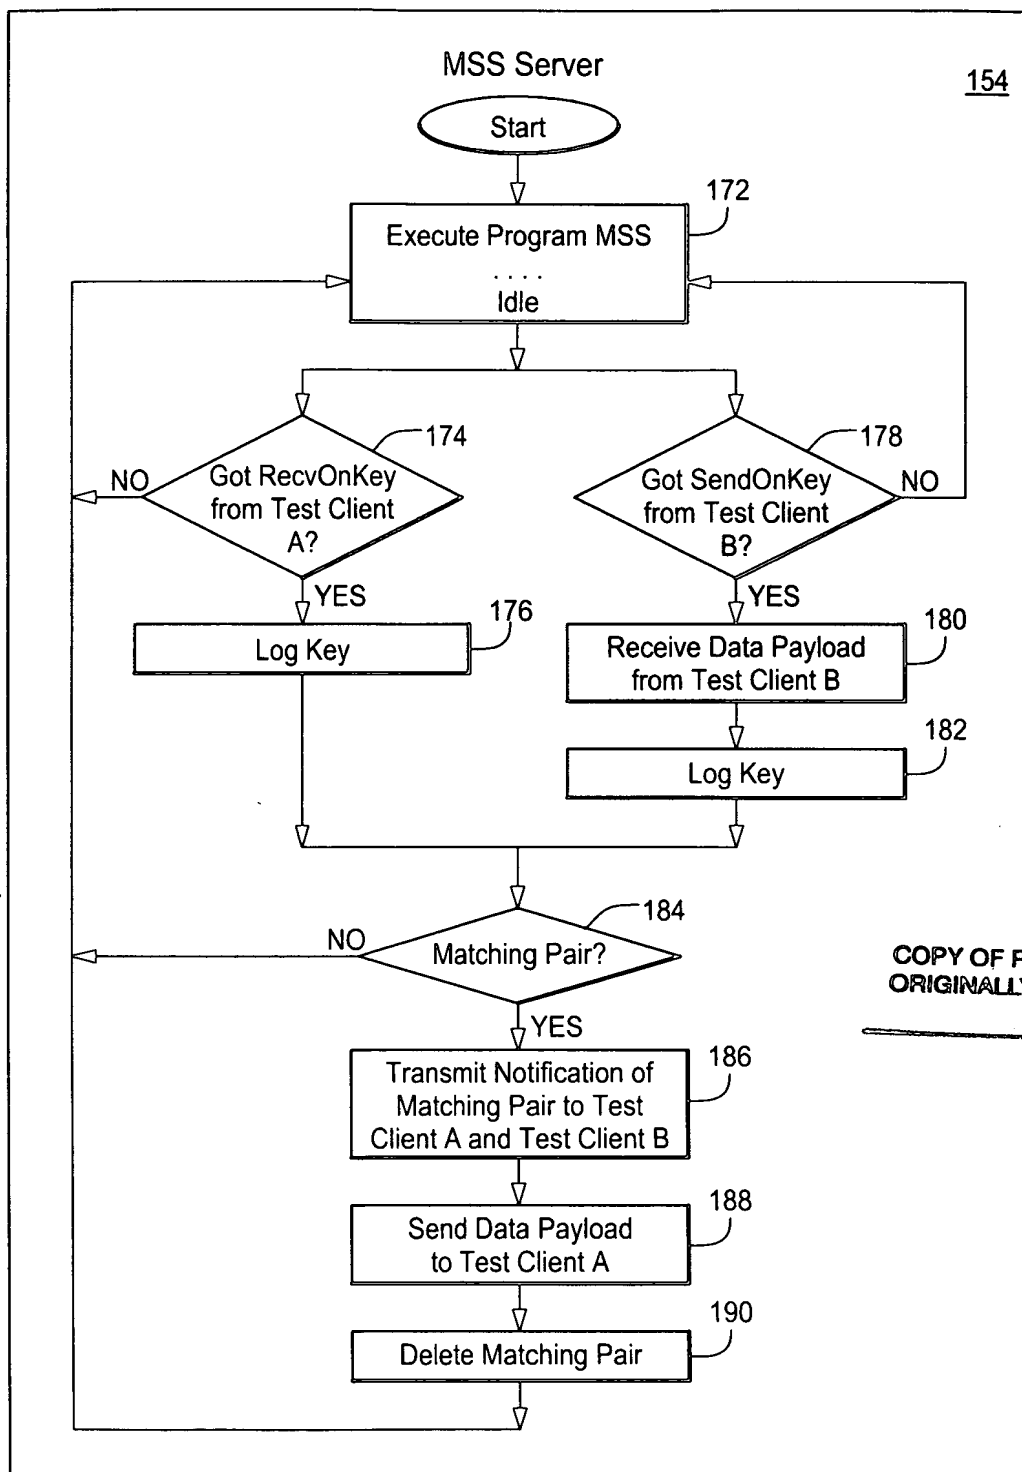 MSS Server
154
Start
172
Execute Program MSS
. . . .
Idle
174
178
NO
Got RecvOnKey
from Test Client
A?
Got SendOnKey
from Test Client
B?
NO
YES
YES
176
180
Log Key
Receive Data Payload
from Test Client B
182
Log Key
184
NO
Matching Pair?
COPY OF
ORIGINALLY
YES
186
Transmit Notification of
Matching Pair to Test
Client A and Test Client B
188
Send Data Payload
to Test Client A
190
Delete Matching Pair